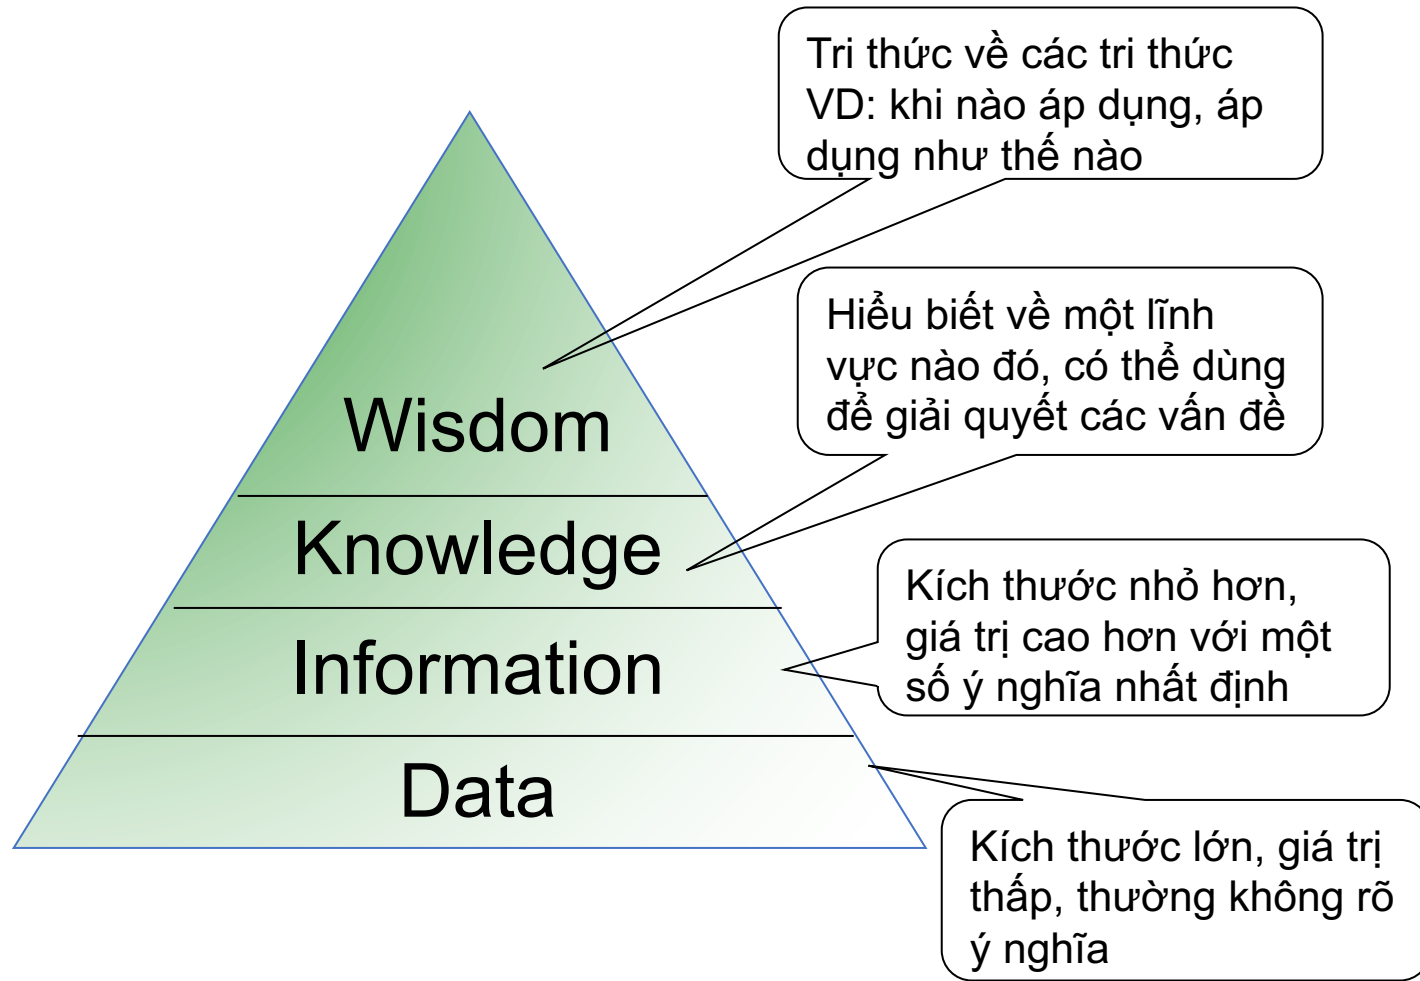 Tri thức về các tri thức
VD: khi nào áp dụng, áp
dụng như thế nào
Hiểu biết về một lĩnh
vực nào đó, có thể dùng
để giải quyết các vấn đề
Wisdom
Knowledge
Kích thước nhỏ hơn,
giá trị cao hơn với một
số ý nghĩa nhất định
Information
Data
Kích thước lớn, giá trị
thấp, thường không rõ
ý nghĩa